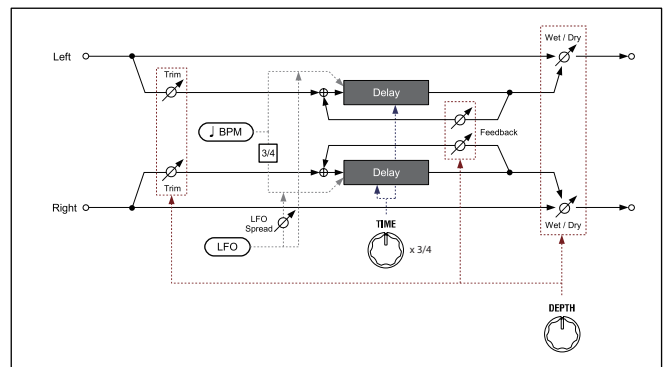 Wet / Dry
Left
Trim
Delay
♩ BPM
Feedback
3/4
Delay
Trim
Right
LFO
Spread
TIME
Wet / Dry
LFO
x 3/4
DEPTH